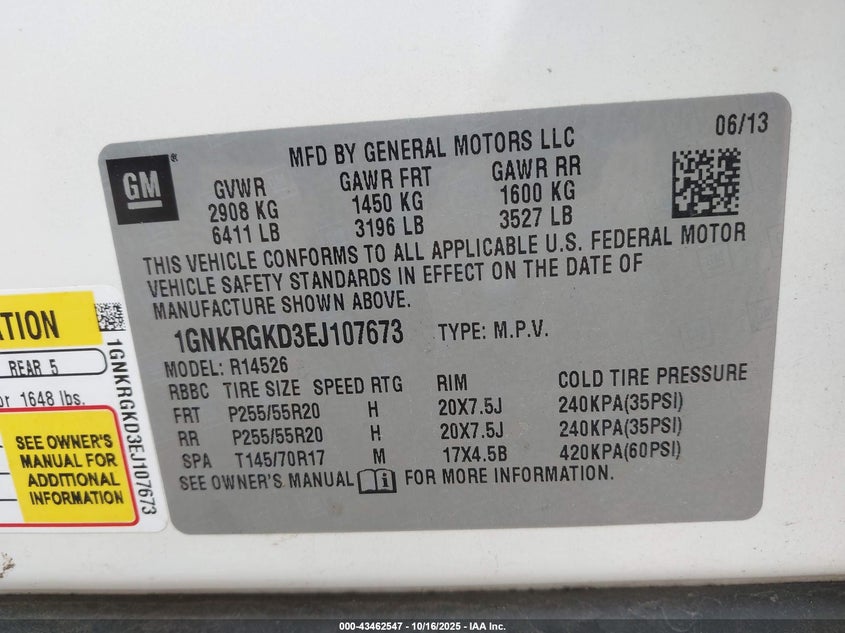 06/13
MFD BY GENERAL MOTORS LLC
GM
®
GVWR GAWR FRT GAWR RR
2908 KG 1450 KG 1600 KG
6411 LB 3196 LB 3527 LB
THIS VEHICLE CONFORMS TO ALL APPLICABLE U.S. FEDERAL MOTOR
VEHICLE SAFETY STANDARDS IN EFFECT ON THE DATE OF
MANUFACTURE SHOWN ABOVE.
1GNKRGKD3EJ107673 TYPE: M.P.V.
MODEL: R14526
RBBC TIRE SIZE SPEED RTG RIM COLD TIRE PRESSURE
FRT P255/55R20 H 20X7.5J 240KPA(35PSI)
RR P255/55R20 H 20X7.5J 240KPA(35PSI)
SPA T145/70R17 M 17X4.5B 420KPA(60PSI)
SEE OWNER'S MANUAL i FOR MORE INFORMATION.
ATION
REAR 5
or 1648 lbs.
SEE OWNER'S
MANUAL FOR
ADDITIONAL
INFORMATION
1GNKRGKD3EJ107673
000-43462547 | 10/16/2025 - IAA Inc.